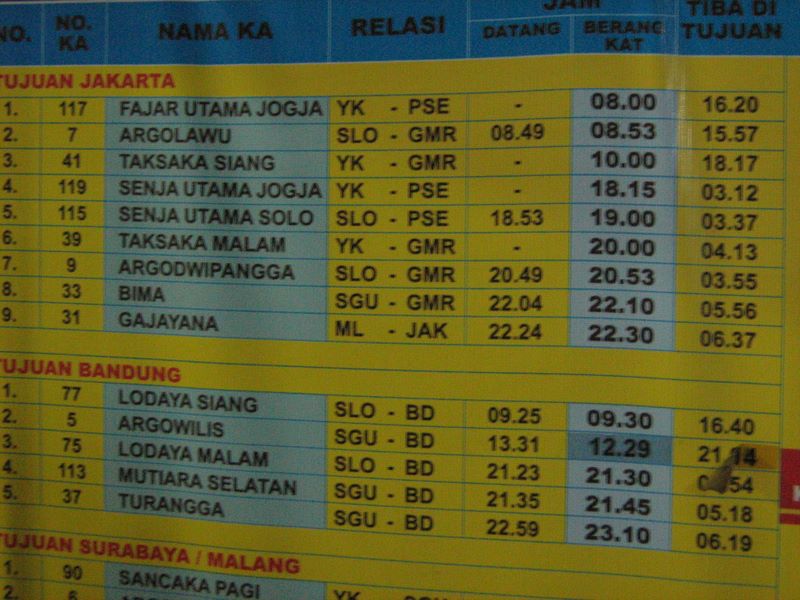 NO. NO. KA NAMA KA RELASI JAM DATANG BERANG KAT TIBA DI TUJUAN
TUJUAN JAKARTA
1. 117 FAJAR UTAMA JOGJA YK - PSE - 08.00 16.20
2. 7 ARGOLAWU SLO - GMR 08.49 08.53 15.57
3. 41 TAKSAKA SIANG YK - GMR - 10.00 18.17
4. 119 SENJA UTAMA JOGJA YK - PSE - 18.15 03.12
5. 115 SENJA UTAMA SOLO SLO - PSE 18.53 19.00 03.37
6. 39 TAKSAKA MALAM YK - GMR - 20.00 04.13
7. 9 ARGODWIPANGGA SLO - GMR 20.49 20.53 03.55
8. 33 BIMA SGU - GMR 22.04 22.10 05.56
9. 31 GAJAYANA ML - JAK 22.24 22.30 06.37
TUJUAN BANDUNG
1. 77 LODAYA SIANG SLO - BD 09.25 09.30 16.40
2. 5 ARGOWILIS SGU - BD 13.31 12.29 21.14
3. 75 LODAYA MALAM SLO - BD 21.23 21.30
4. 113 MUTIARA SELATAN SGU - BD 21.35 21.45 05.18
5. 37 TURANGGA SGU - BD 22.59 23.10 06.19
TUJUAN SURABAYA / MALANG
1. 90 SANCAKA PAGI YK -
2. 6